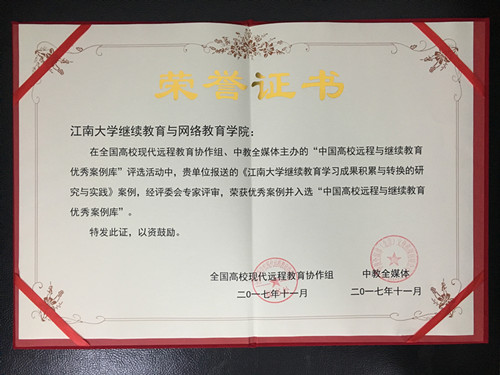 荣誉证书
江南大学继续教育与网络教育学院：
在全国高校现代远程教育协作组、中教全媒体主办的“中国高校远程与继续教育
优秀案例库”评选活动中，贵单位报送的《江南大学继续教育学习成果积累与转换的研
究与实践》案例，经评委会专家评审，荣获优秀案例并入选“中国高校远程与继续教育
优秀案例库”。
特发此证，以资鼓励。
全国高校现代远程教育协作组 中教全媒体
二〇一七年十一月 二〇一七年十一月